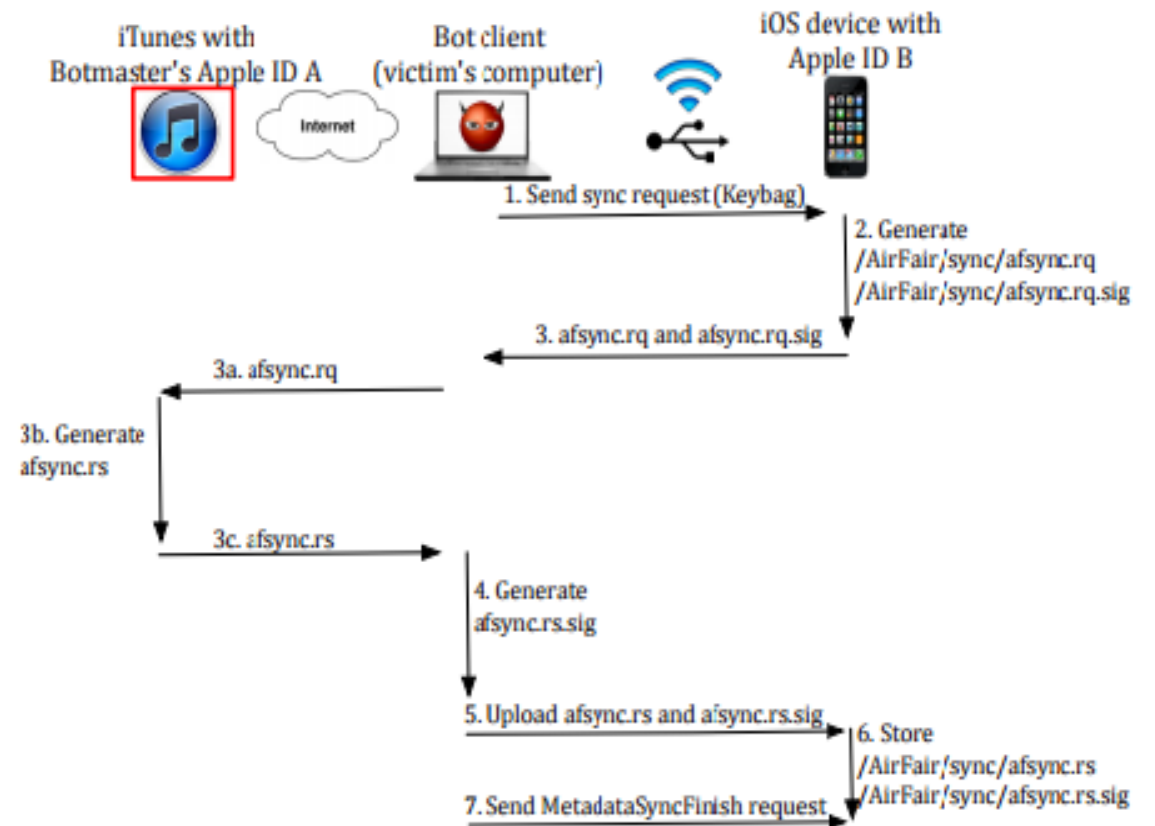 iTunes with
Botmaster's Apple ID A
Internet
Bot client
(victim's computer)
iOS device with
Apple ID B
1. Send sync request (Keybag)
2. Generate
/AirFair/sync/afsync.rq
/AirFair/sync/afsync.rq.sig
3. afsync.rq and afsync.rq.sig
3a. afsync.rq
3b. Generate
afsync.rs
3c. afsync.rs
4. Generate
afsync.rs.sig
5. Upload afsync.rs and afsync.rs.sig
6. Store
/AirFair/sync/afsync.rs
/AirFair/sync/afsync.rs.sig
7. Send MetadadaSyncFinish request